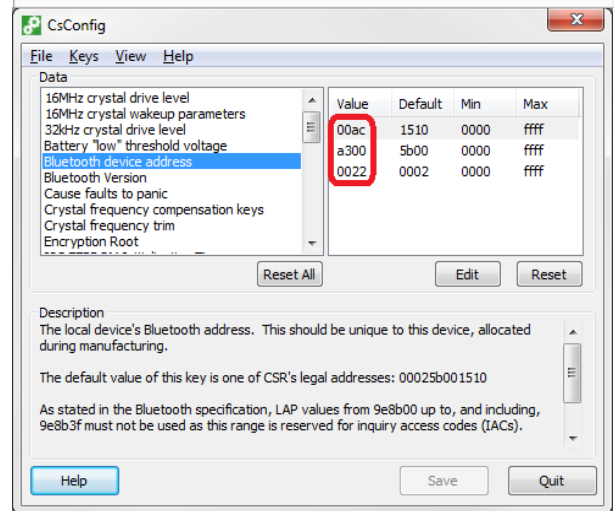 CsConfig
File Keys View Help
Data
16MHz crystal drive level
16MHz crystal wakeup parameters
32kHz crystal drive level
Battery "low" threshold voltage
Bluetooth device address
Bluetooth Version
Cause faults to panic
Crystal frequency compensation keys
Crystal frequency trim
Encryption Root
Value Default Min Max
00ac 1510 0000 ffff
a300 5b00 0000 ffff
0022 0002 0000 ffff
Reset All Edit Reset
Description
The local device's Bluetooth address. This should be unique to this device, allocated
during manufacturing.
The default value of this key is one of CSR's legal addresses: 00025b001510
As stated in the Bluetooth specification, LAP values from 9e8b00 up to, and including,
9e8b3f must not be used as this range is reserved for inquiry access codes (IACs).
Help Save Quit